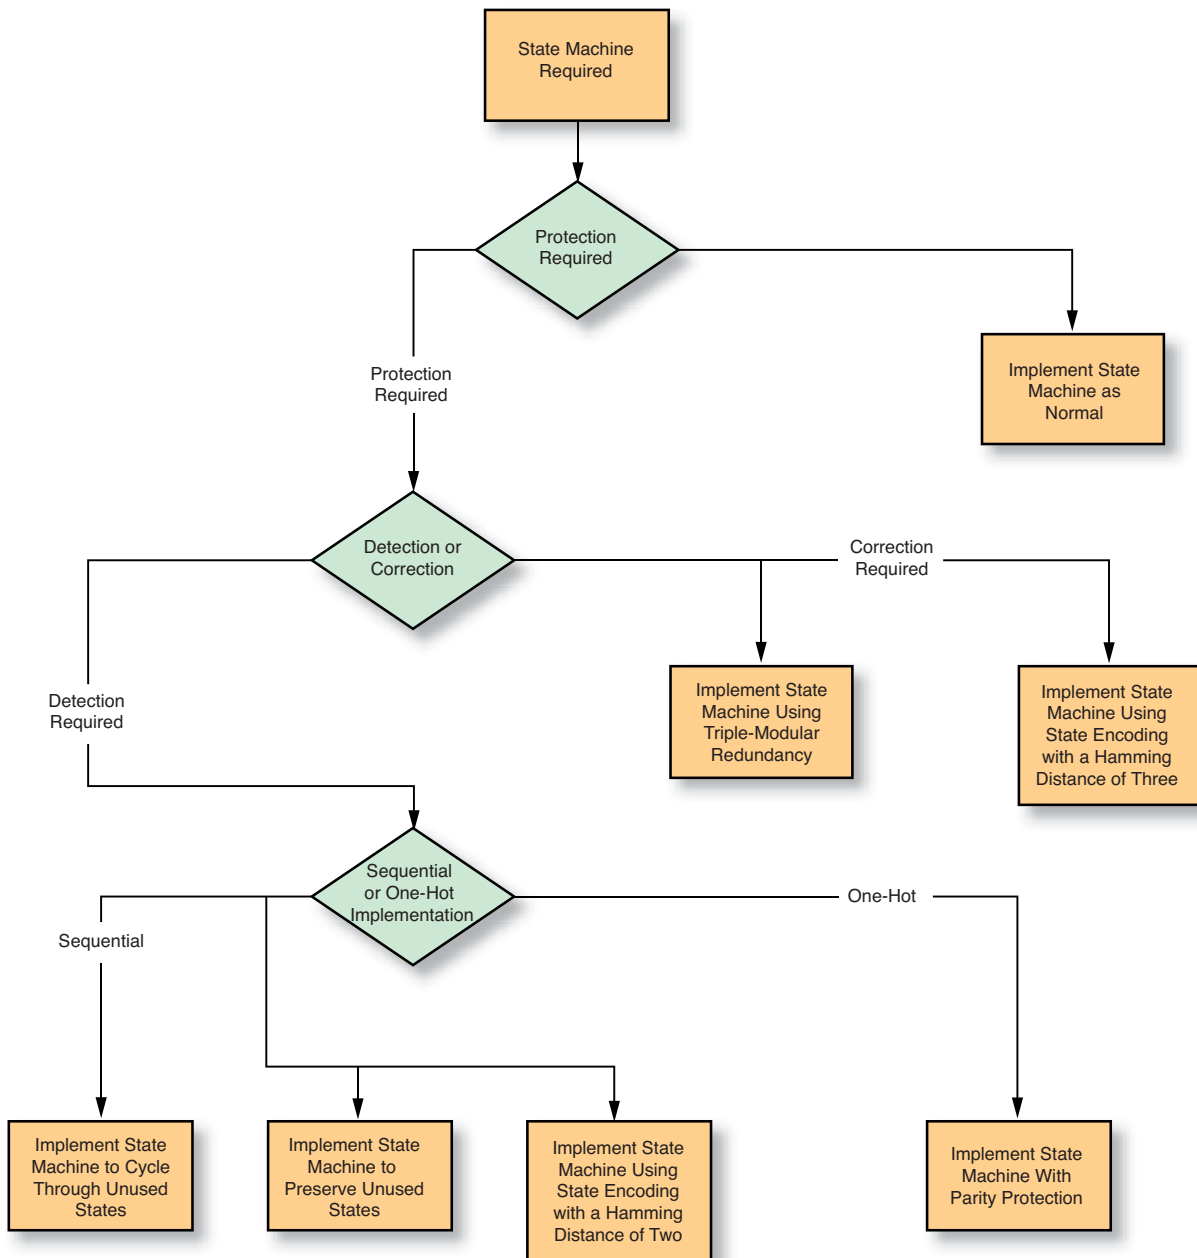 State Machine
Required
Protection
Required
Protection
Required
Implement State
Machine as
Normal
Detection or
Correction
Correction
Required
Detection
Required
Implement State
Machine Using
Triple-Modular
Redundancy
Implement State
Machine Using
State Encoding
with a Hamming
Distance of Three
Sequential
or One-Hot
Implementation
One-Hot
Sequential
Implement State
Machine to Cycle
Through Unused
States
Implement State
Machine to
Preserve Unused
States
Implement State
Machine Using
State Encoding
with a Hamming
Distance of Two
Implement State
Machine With
Parity Protection